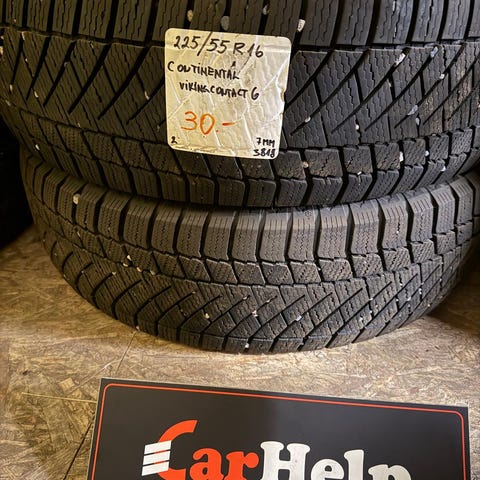 225/55 R16
CONTINENTAL
VIKINGCONTACT 6
30.-
2 7MM
3818
CarHelp